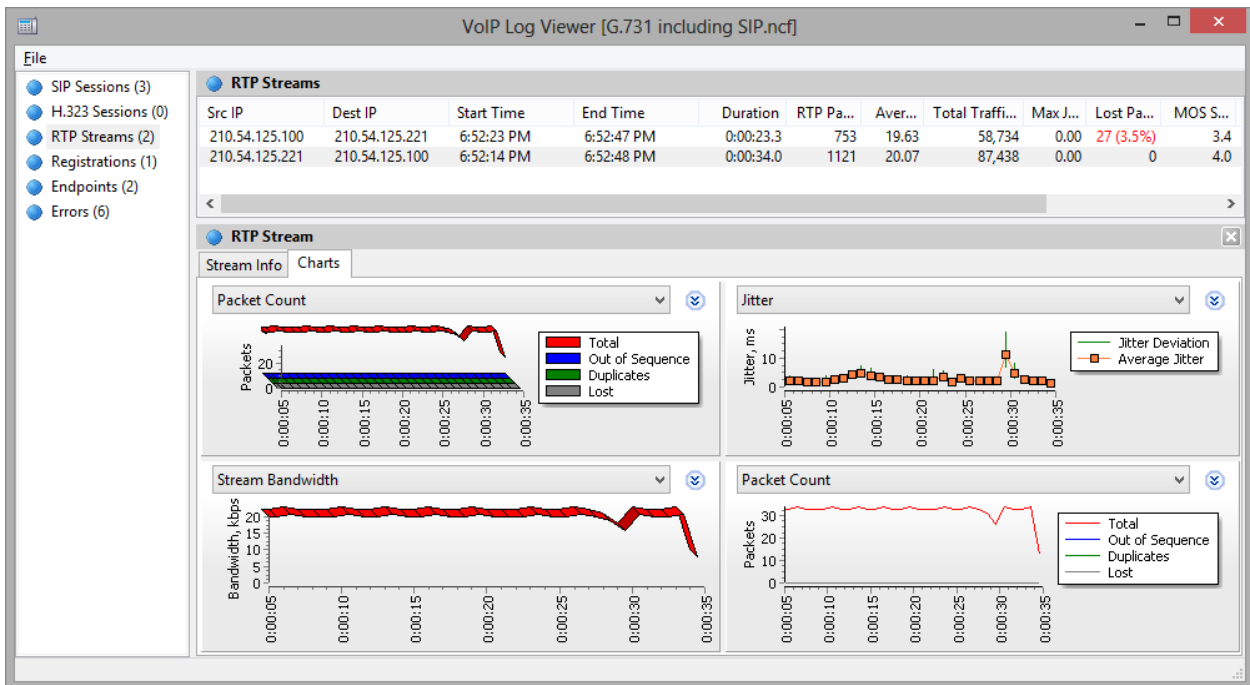 VoIP Log Viewer [G.731 including SIP.ncf]
File
SIP Sessions (3)
H.323 Sessions (0)
RTP Streams (2)
Registrations (1)
Endpoints (2)
Errors (6)
RTP Streams
Src IP Dest IP Start Time End Time Duration RTP Pa... Aver... Total Traffi... Max J... Lost Pa... MOS S...
210.54.125.100 210.54.125.221 6:52:23 PM 6:52:47 PM 0:00:23.3 753 19.63 58,734 0.00 27 (3.5%) 3.4
210.54.125.221 210.54.125.100 6:52:14 PM 6:52:48 PM 0:00:34.0 1121 20.07 87,438 0.00 0 4.0
RTP Stream
Stream Info Charts
Packet Count
Packets
20
0
0:00:05 0:00:10 0:00:15 0:00:20 0:00:25 0:00:30 0:00:35
Total
Out of Sequence
Duplicates
Lost
Jitter
Jitter, ms
10
0
0:00:05 0:00:10 0:00:15 0:00:20 0:00:25 0:00:30 0:00:35
Jitter Deviation
Average Jitter
Stream Bandwidth
Bandwidth, kbps
20
15
10
5
0
0:00:05 0:00:10 0:00:15 0:00:20 0:00:25 0:00:30 0:00:35
Packet Count
Packets
30
20
10
0
0:00:05 0:00:10 0:00:15 0:00:20 0:00:25 0:00:30 0:00:35
Total
Out of Sequence
Duplicates
Lost